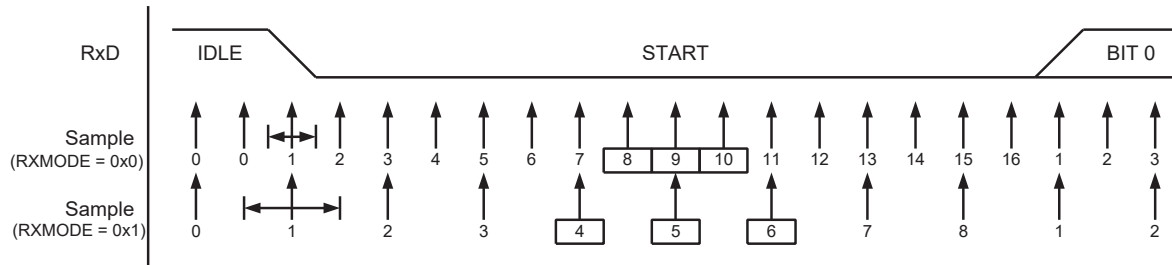 RxD IDLE START BIT 0
Sample
(RXMODE = 0x0) 0 0 1 2 3 4 5 6 7 8 9 10 11 12 13 14 15 16 1 2 3
Sample
(RXMODE = 0x1) 0 1 2 3 4 5 6 7 8 1 2